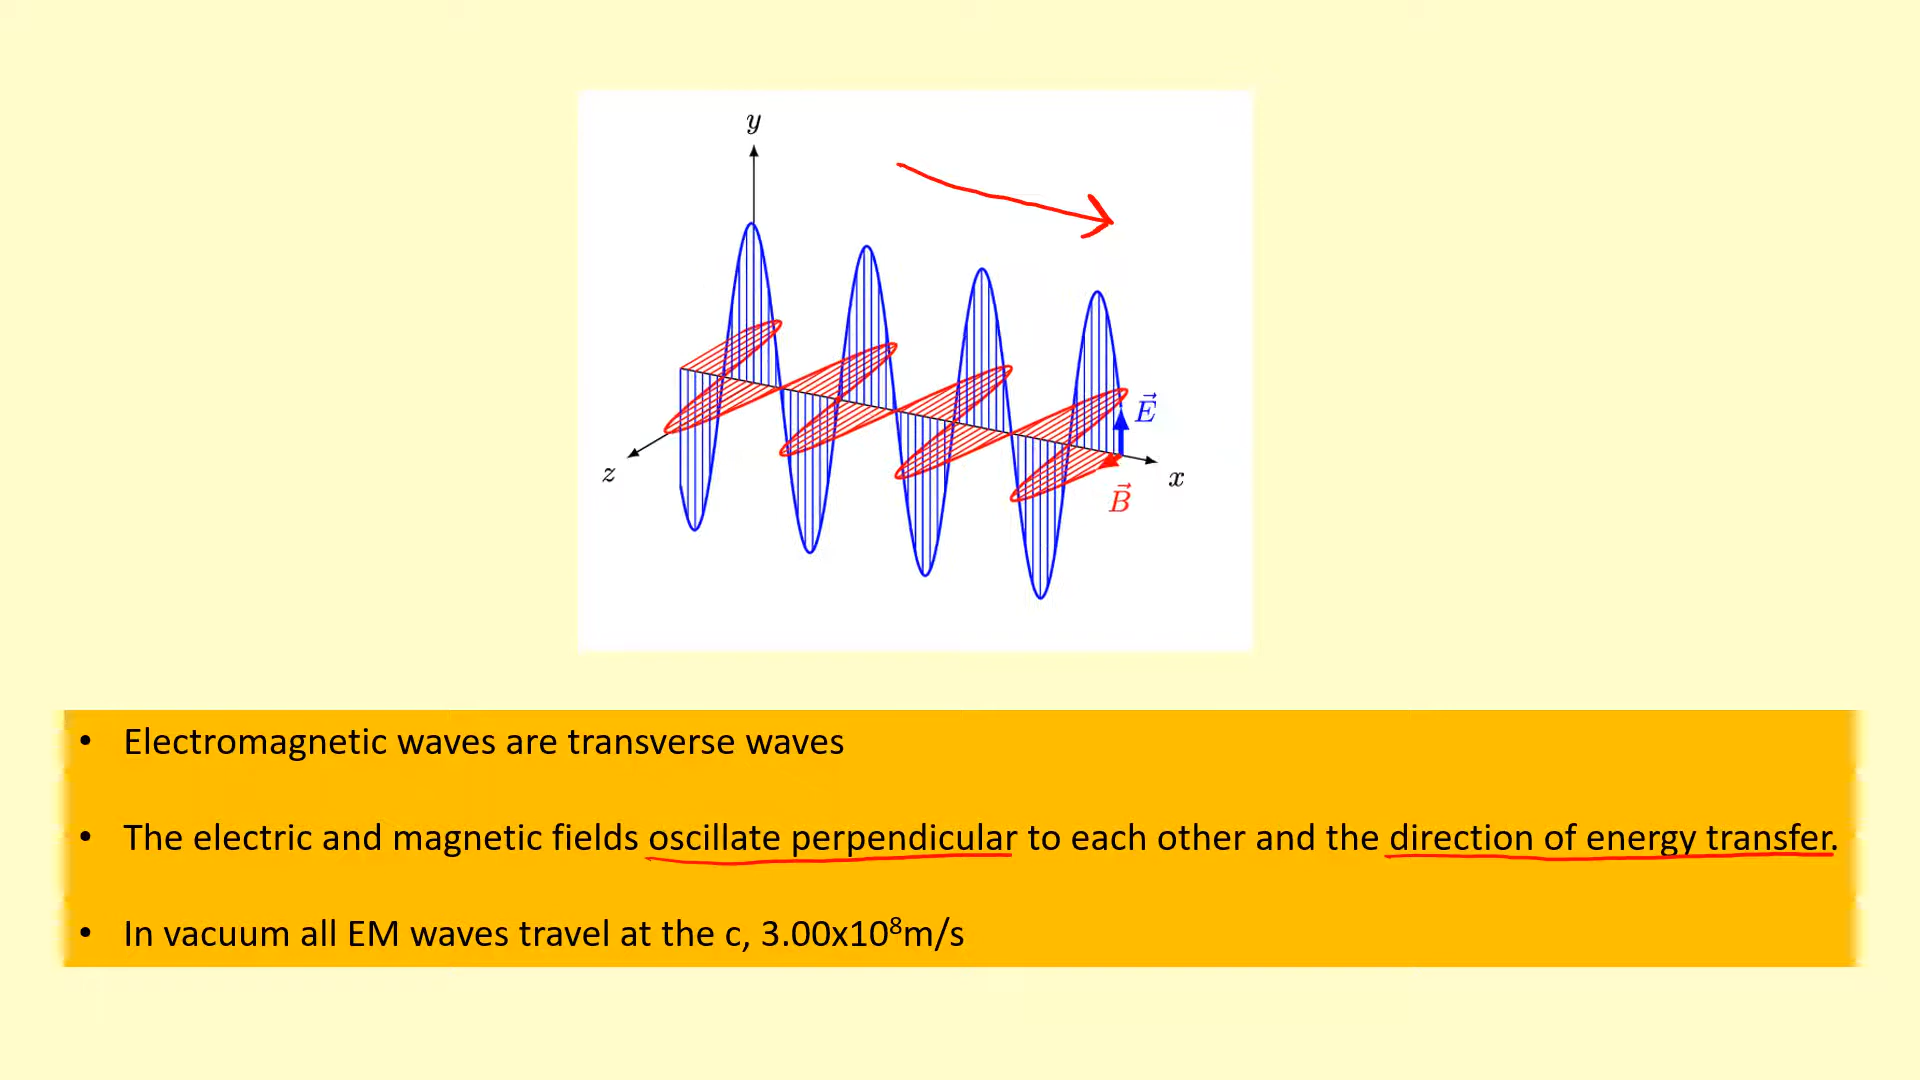 y
E⃗
z
x
B⃗
• Electromagnetic waves are transverse waves
• The electric and magnetic fields oscillate perpendicular to each other and the direction of energy transfer.
• In vacuum all EM waves travel at the c, 3.00x10⁸m/s